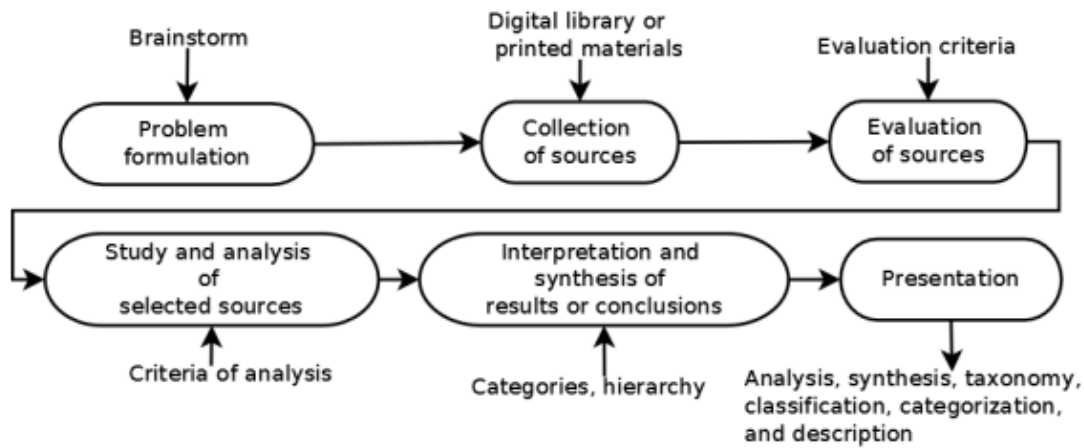 Brainstorm
Digital library or
printed materials
Evaluation criteria
Problem
formulation
Collection
of sources
Evaluation
of sources
Study and analysis
of
selected sources
Interpretation and
synthesis of
results or conclusions
Presentation
Criteria of analysis
Categories, hierarchy
Analysis, synthesis, taxonomy,
classification, categorization,
and description